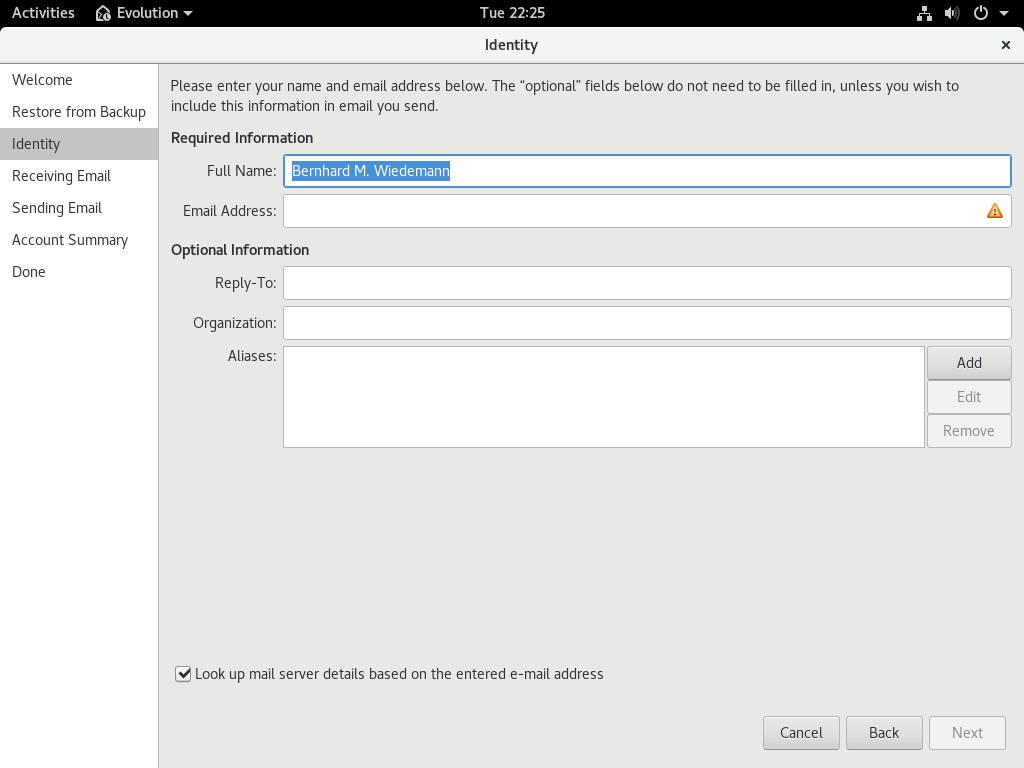 Activities Evolution Tue 22:25
Identity
Welcome
Restore from Backup
Identity
Receiving Email
Sending Email
Account Summary
Done
Please enter your name and email address below. The “optional” fields below do not need to be filled in, unless you wish to
include this information in email you send.
Required Information
Full Name: Bernhard M. Wiedemann
Email Address:
Optional Information
Reply-To:
Organization:
Aliases:
Add
Edit
Remove
Look up mail server details based on the entered e-mail address
Cancel Back Next